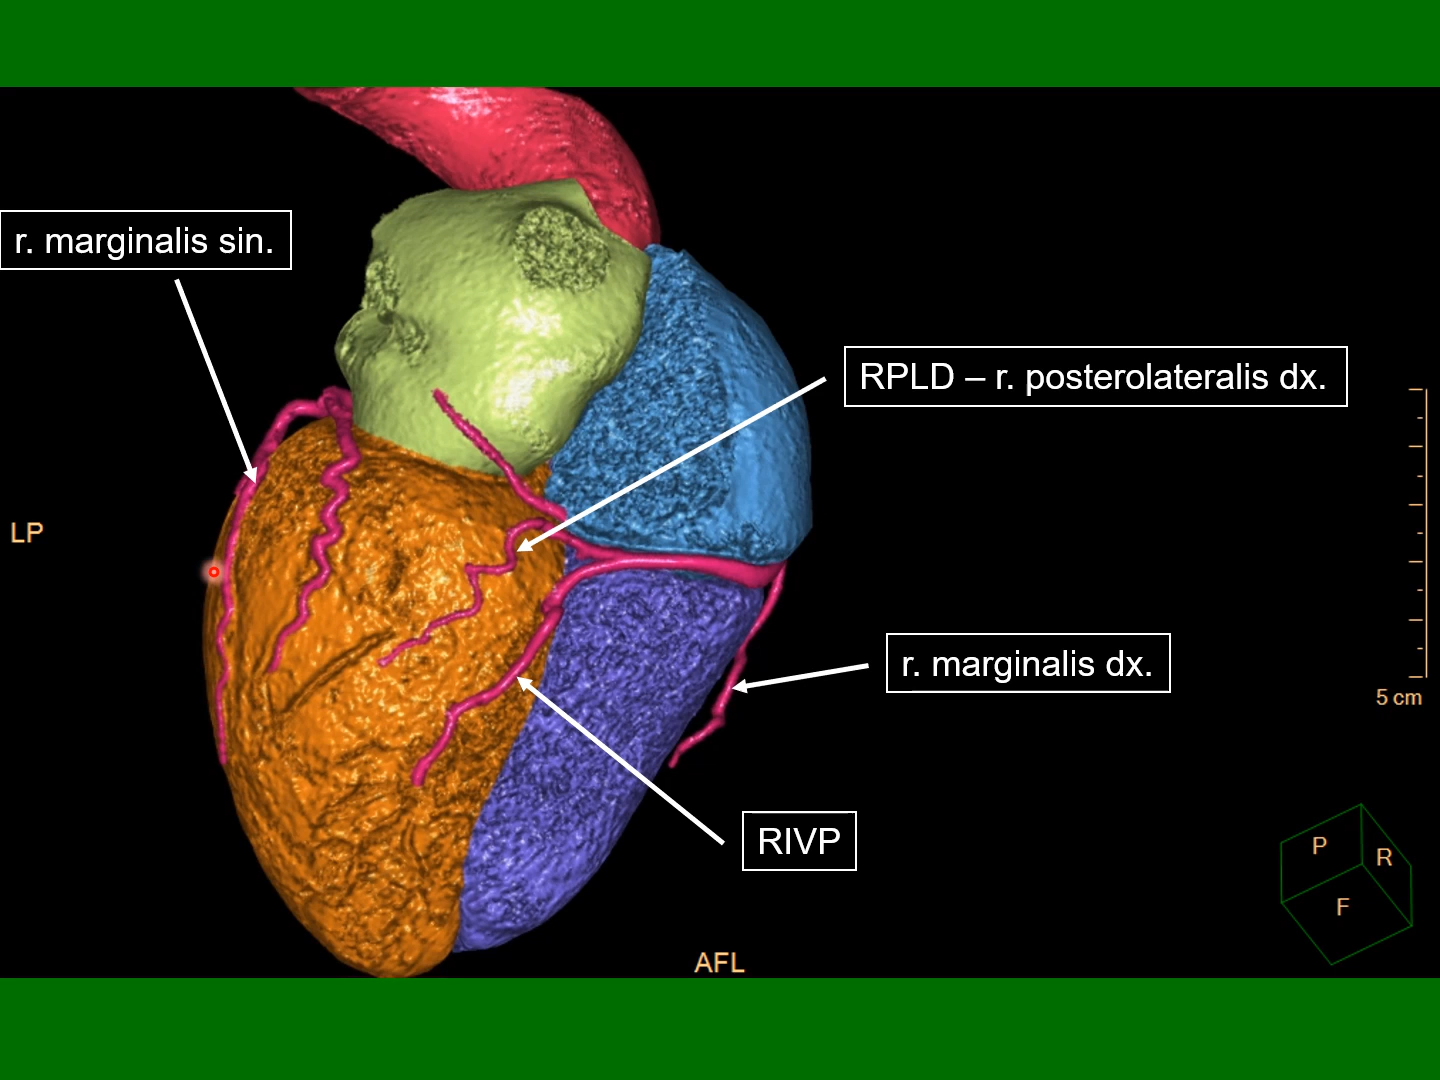 r. marginalis sin.
RPLD – r. posterolateralis dx.
LP
r. marginalis dx.
5 cm
RIVP
P
R
F
AFL